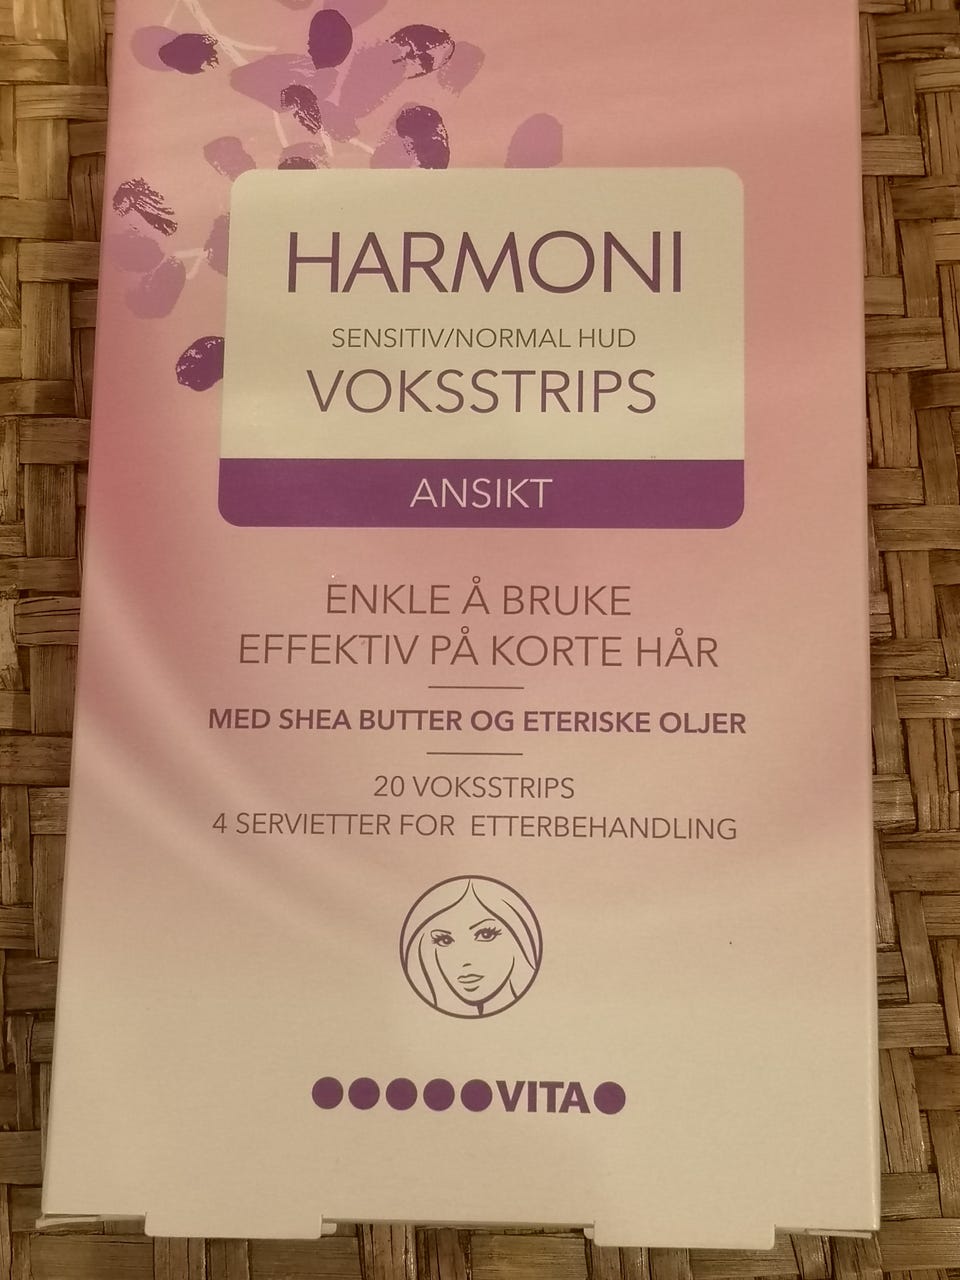 HARMONI
SENSITIV/NORMAL HUD
VOKSSTRIPS
ANSIKT
ENKLE Å BRUKE
EFFEKTIV PÅ KORTE HÅR
MED SHEA BUTTER OG ETERISKE OLJER
20 VOKSSTRIPS
4 SERVIETTER FOR ETTERBEHANDLING
VITA